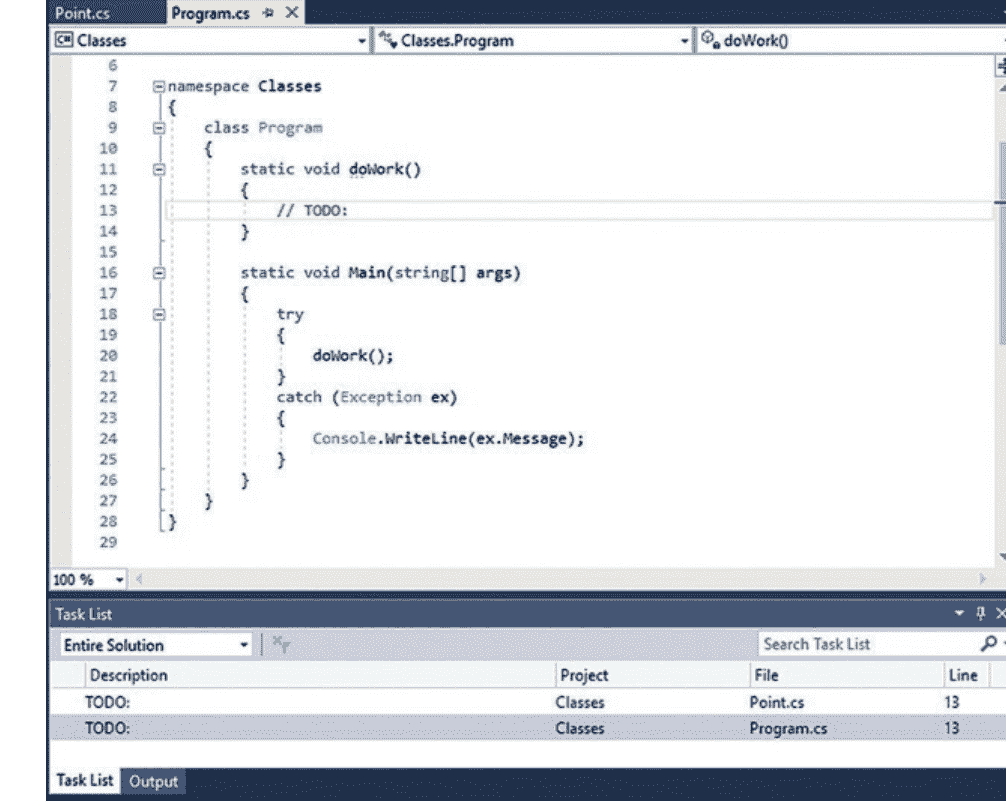 Point.cs Program.cs
C# Classes Classes.Program doWork()
6
7 namespace Classes
8 {
9 class Program
10 {
11 static void doWork()
12 {
13 // TODO:
14 }
15
16 static void Main(string[] args)
17 {
18 try
19 {
20 doWork();
21 }
22 catch (Exception ex)
23 {
24 Console.WriteLine(ex.Message);
25 }
26 }
27 }
28 }
29
100 %
Task List
Entire Solution Search Task List
Description Project File Line
TODO: Classes Point.cs 13
TODO: Classes Program.cs 13
Task List Output